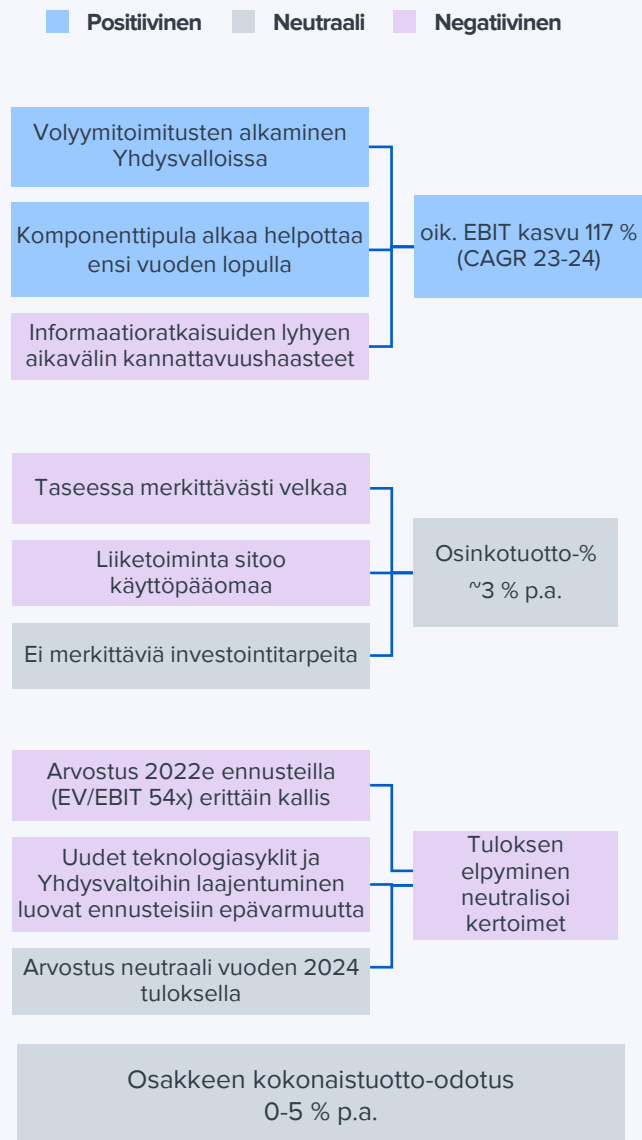 Positiivinen Neutraali Negatiivinen
Volyymitoimitusten alkaminen
Yhdysvalloissa
Komponenttipula alkaa helpottaa
ensi vuoden lopulla
Informaatioratkaisuiden lyhyen
aikavälin kannattavuushaasteet
oik. EBIT kasvu 117 %
(CAGR 23-24)
Taseessa merkittävästi velkaa
Liiketoiminta sitoo
käyttöpääomaa
Ei merkittäviä investointitarpeita
Osinkotuotto-%
~3 % p.a.
Arvostus 2022e ennusteilla
(EV/EBIT 54x) erittäin kallis
Uudet teknologiasyklit ja
Yhdysvaltoihin laajentuminen
luovat ennusteisiin epävarmuutta
Arvostus neutraali vuoden 2024
tuloksella
Tuloksen
elpyminen
neutralisoi
kertoimet
Osakkeen kokonaistuotto-odotus
0-5 % p.a.